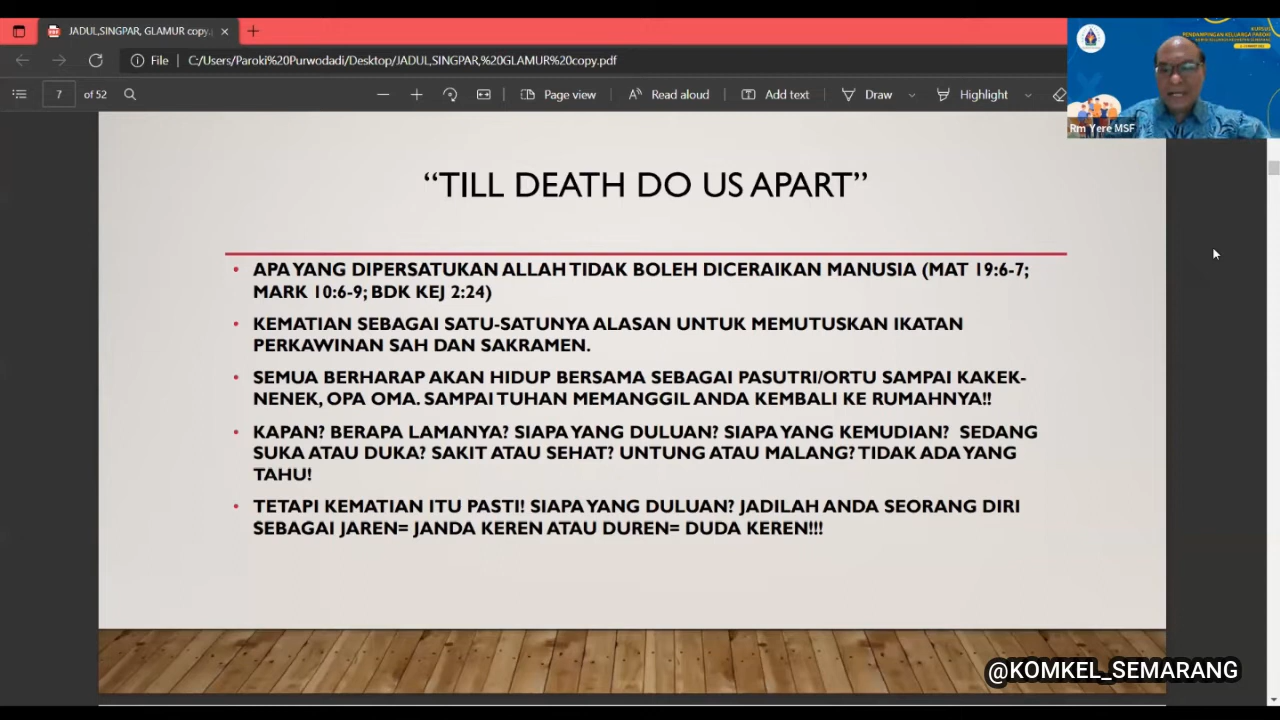 JADUL,SINGPAR, GLAMUR copy.
File
C:/Users/Paroki%20Purwodadi/Desktop/JADUL,SINGPAR,%20GLAMUR%20copy.pdf
7 of 52
Page view
Read aloud
Add text
Draw
Highlight
KURSUS
PENDAMPINGAN KELUARGA PAROKI
Rm Yere MSF
“TILL DEATH DO US APART”
• APA YANG DIPERSATUKAN ALLAH TIDAK BOLEH DICERAIKAN MANUSIA (MAT 19:6-7;
MARK 10:6-9; BDK KEJ 2:24)
• KEMATIAN SEBAGAI SATU-SATUNYA ALASAN UNTUK MEMUTUSKAN IKATAN
PERKAWINAN SAH DAN SAKRAMEN.
• SEMUA BERHARAP AKAN HIDUP BERSAMA SEBAGAI PASUTRI/ORTU SAMPAI KAKEK-
NENEK, OPA OMA. SAMPAI TUHAN MEMANGGIL ANDA KEMBALI KE RUMAHNYA!!
• KAPAN? BERAPA LAMANYA? SIAPA YANG DULUAN? SIAPA YANG KEMUDIAN? SEDANG
SUKA ATAU DUKA? SAKIT ATAU SEHAT? UNTUNG ATAU MALANG? TIDAK ADA YANG
TAHU!
• TETAPI KEMATIAN ITU PASTI! SIAPA YANG DULUAN? JADILAH ANDA SEORANG DIRI
SEBAGAI JAREN= JANDA KEREN ATAU DUREN= DUDA KEREN!!!
@KOMKEL_SEMARANG